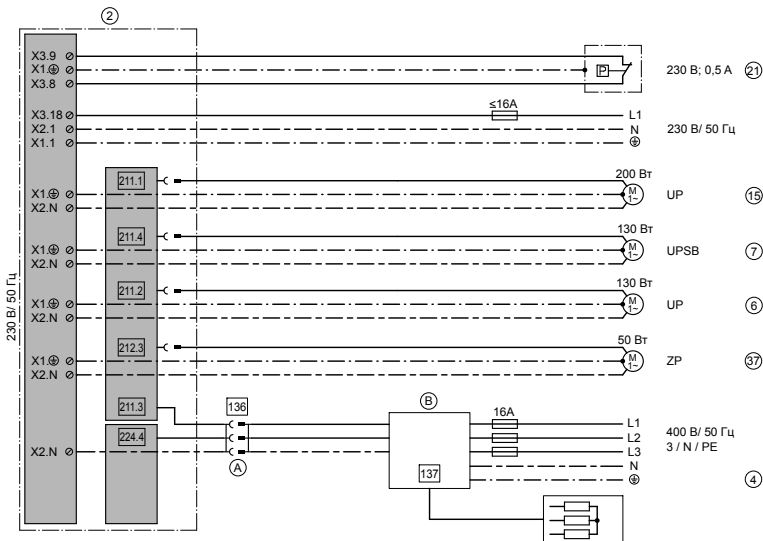 2
X3.9
X1.
X3.8
P
230 В; 0,5 А 21
≤16A
X3.18 L1
X2.1 N 230 В/ 50 Гц
X1.1
211.1 200 Вт
X1. M 1~ UP 15
X2.N
211.4 130 Вт
X1. M 1~ UPSB 7
X2.N
211.2 130 Вт
X1. M 1~ UP 6
X2.N
212.3 50 Вт
X1. M 1~ ZP 37
X2.N
230 В/ 50 Гц
211.3 136 B 16A L1
224.4 L2 400 В/ 50 Гц
X2.N L3 3 / N / PE
A 137 N
4